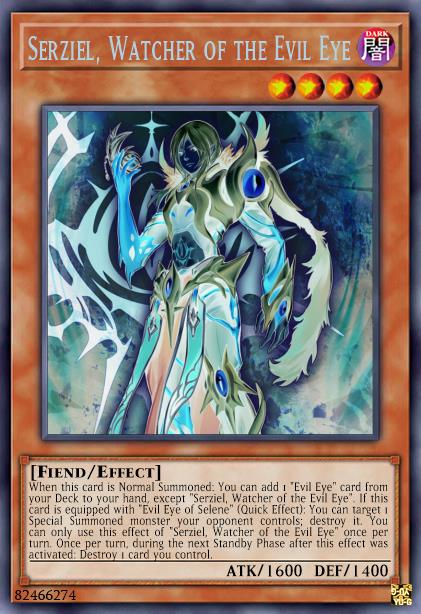 SERZIEL, WATCHER OF THE EVIL EYE
DARK
闇
[FIEND/EFFECT]
When this card is Normal Summoned: You can add 1 "Evil Eye" card from
your Deck to your hand, except "Serziel, Watcher of the Evil Eye". If this
card is equipped with "Evil Eye of Selene" (Quick Effect): You can target 1
Special Summoned monster your opponent controls; destroy it. You
can only use this effect of "Serziel, Watcher of the Evil Eye" once per
turn. Once per turn, during the next Standby Phase after this effect was
activated: Destroy 1 card you control.
ATK/1600 DEF/1400
82466274